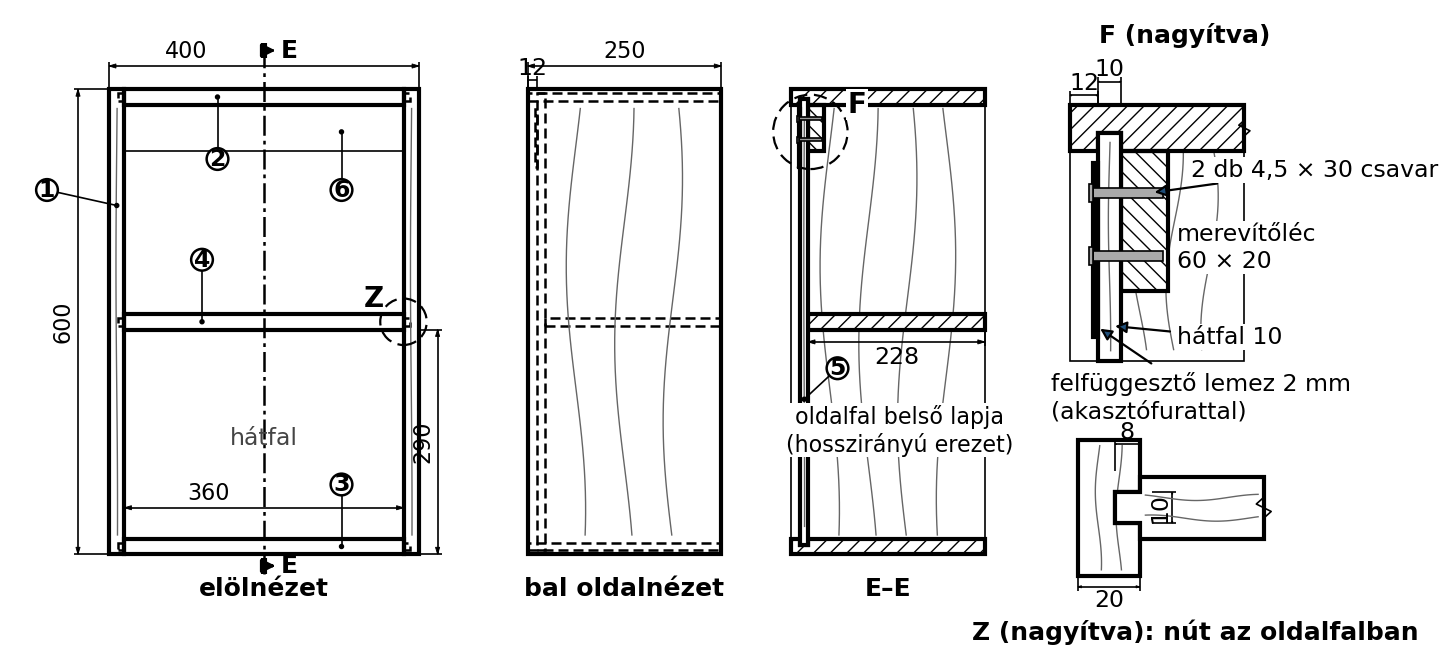 F (nagyítva)
400
E
12
250
12
10
F
2
1
6
2 db 4,5 × 30 csavar
merevítőléc
60 × 20
4
Z
600
hátfal 10
228
5
felfüggesztő lemez 2 mm
(akasztófurattal)
oldalfal belső lapja
(hosszirányú erezet)
hátfal
290
8
360
3
10
E
elölnézet
bal oldalnézet
E–E
20
Z (nagyítva): nút az oldalfalban